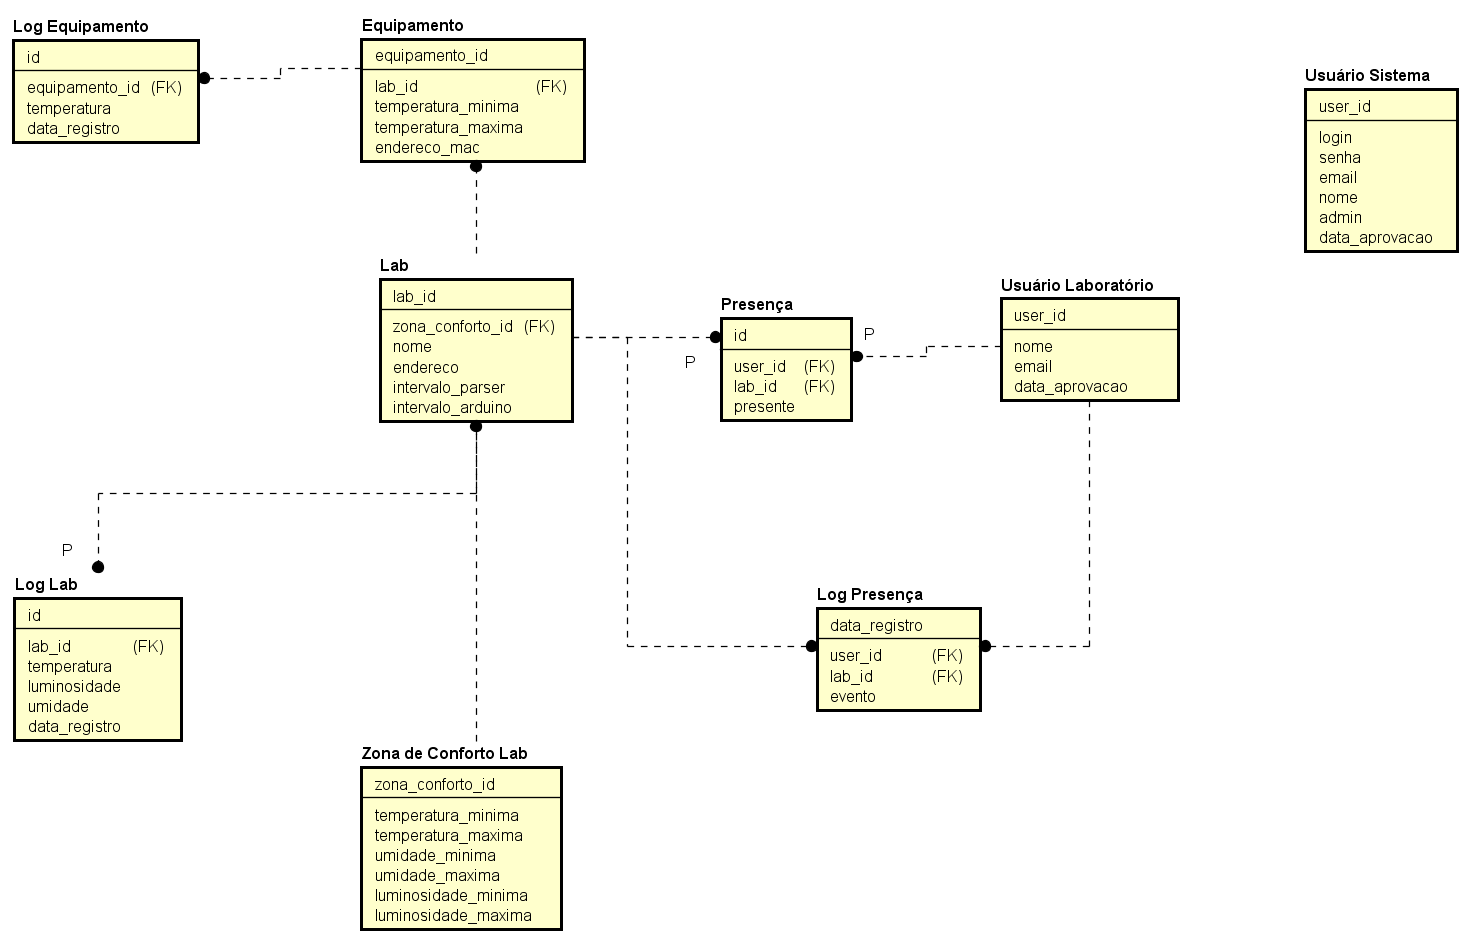 Log Equipamento
id
equipamento_id (FK)
temperatura
data_registro
Equipamento
equipamento_id
lab_id (FK)
temperatura_minima
temperatura_maxima
endereco_mac
Usuário Sistema
user_id
login
senha
email
nome
admin
data_aprovacao
Lab
lab_id
zona_conforto_id (FK)
nome
endereco
intervalo_parser
intervalo_arduino
P
Presença
id
user_id (FK)
lab_id (FK)
presente
P
Usuário Laboratório
user_id
nome
email
data_aprovacao
P
Log Lab
id
lab_id (FK)
temperatura
luminosidade
umidade
data_registro
Log Presença
data_registro
user_id (FK)
lab_id (FK)
evento
Zona de Conforto Lab
zona_conforto_id
temperatura_minima
temperatura_maxima
umidade_minima
umidade_maxima
luminosidade_minima
luminosidade_maxima